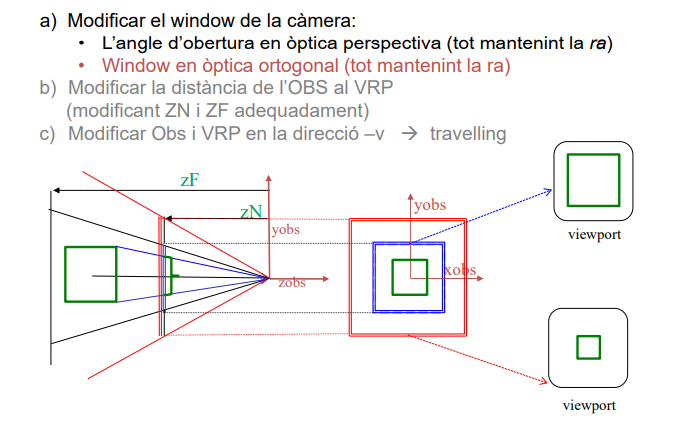 a) Modificar el window de la càmera:
• L’angle d’obertura en òptica perspectiva (tot mantenint la ra)
• Window en òptica ortogonal (tot mantenint la ra)
b) Modificar la distància de l’OBS al VRP
(modificant ZN i ZF adequadament)
c) Modificar Obs i VRP en la direcció –v → travelling
zF
zN
yobs
zobs
yobs
xobs
viewport
viewport